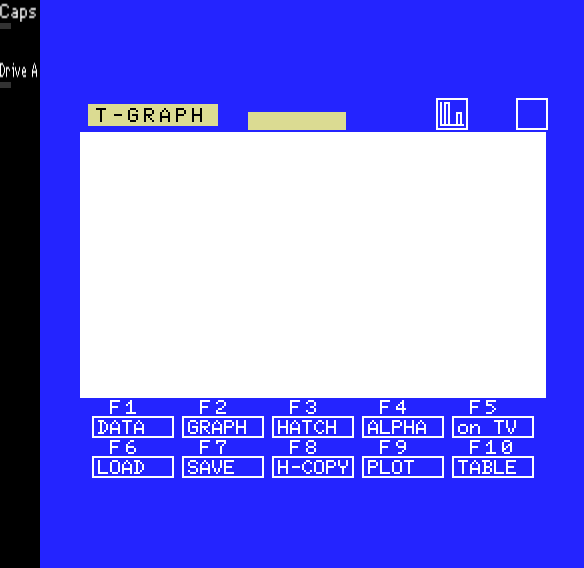 Caps
Drive A
T-GRAPH
F1 F2 F3 F4 F5
DATA GRAPH HATCH ALPHA on TV
F6 F7 F8 F9 F10
LOAD SAVE H-COPY PLOT TABLE